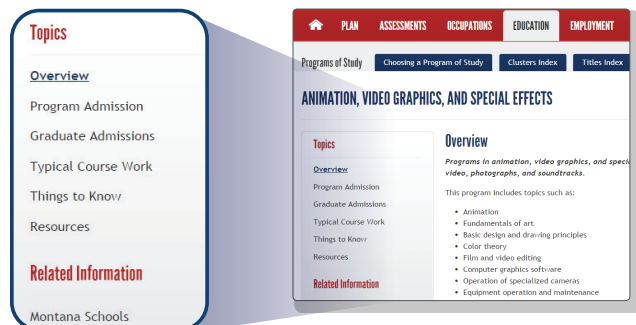 Topics
Overview
Program Admission
Graduate Admissions
Typical Course Work
Things to Know
Resources
Related Information
Montana Schools
PLAN ASSESSMENTS OCCUPATIONS EDUCATION EMPLOYMENT
Programs of Study Choosing a Program of Study Clusters Index Titles Index
ANIMATION, VIDEO GRAPHICS, AND SPECIAL EFFECTS
Topics
Overview
Program Admission
Graduate Admissions
Typical Course Work
Things to Know
Resources
Related Information
Overview
Programs in animation, video graphics, and
video, photographs, and soundtracks.
This program includes topics such as:
• Animation
• Fundamentals of art
• Basic design and drawing principles
• Color theory
• Film and video editing
• Computer graphics software
• Operation of specialized cameras
• Equipment operation and maintenance